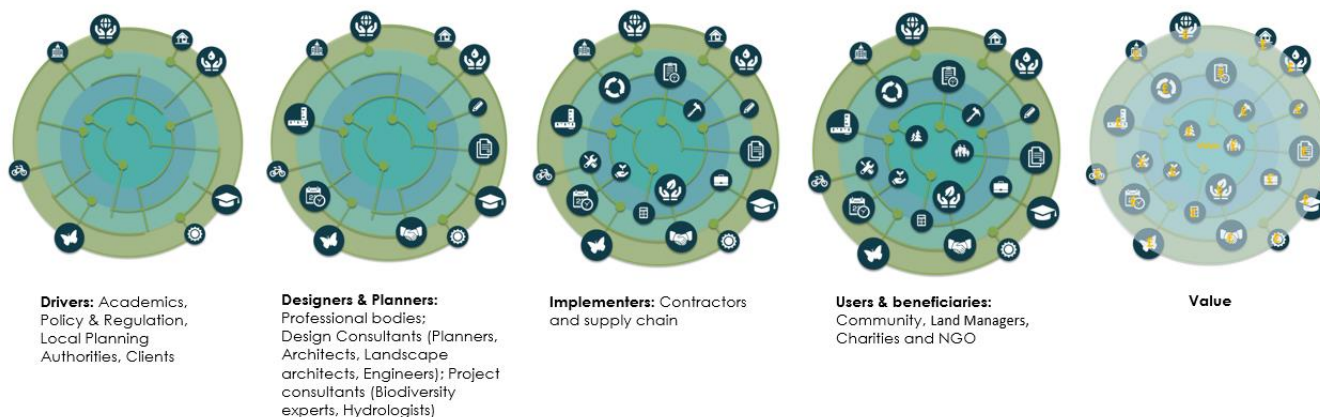 Drivers: Academics,
Policy & Regulation,
Local Planning
Authorities, Clients
Designers & Planners:
Professional bodies;
Design Consultants (Planners,
Architects, Landscape
architects, Engineers); Project
consultants (Biodiversity
experts, Hydrologists)
Implementers: Contractors
and supply chain
Users & beneficiaries:
Community, Land Managers,
Charities and NGO
Value